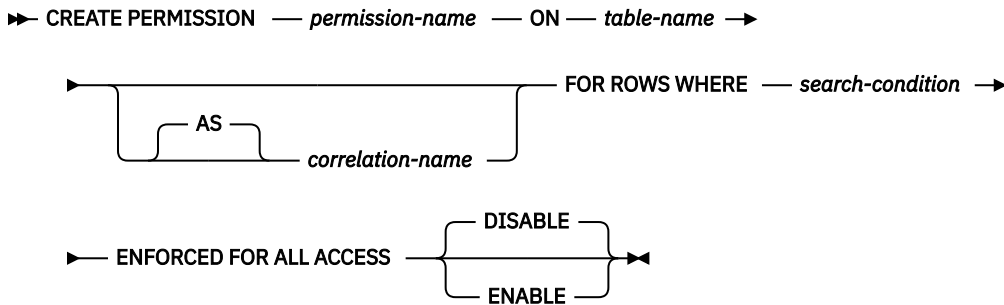 CREATE PERMISSION permission-name ON table-name
FOR ROWS WHERE search-condition
AS
correlation-name
DISABLE
ENFORCED FOR ALL ACCESS
ENABLE